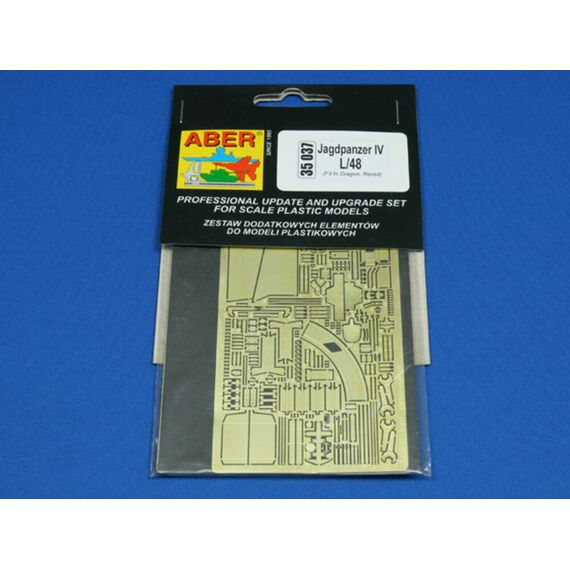 ABER®
SINCE 1995
35 037
Jagdpanzer IV
L/48
(Fit to Dragon, Revell)
PROFESSIONAL UPDATE AND UPGRADE SET
FOR SCALE PLASTIC MODELS
ZESTAW DODATKOWYCH ELEMENTÓW
DO MODELI PLASTIKOWYCH